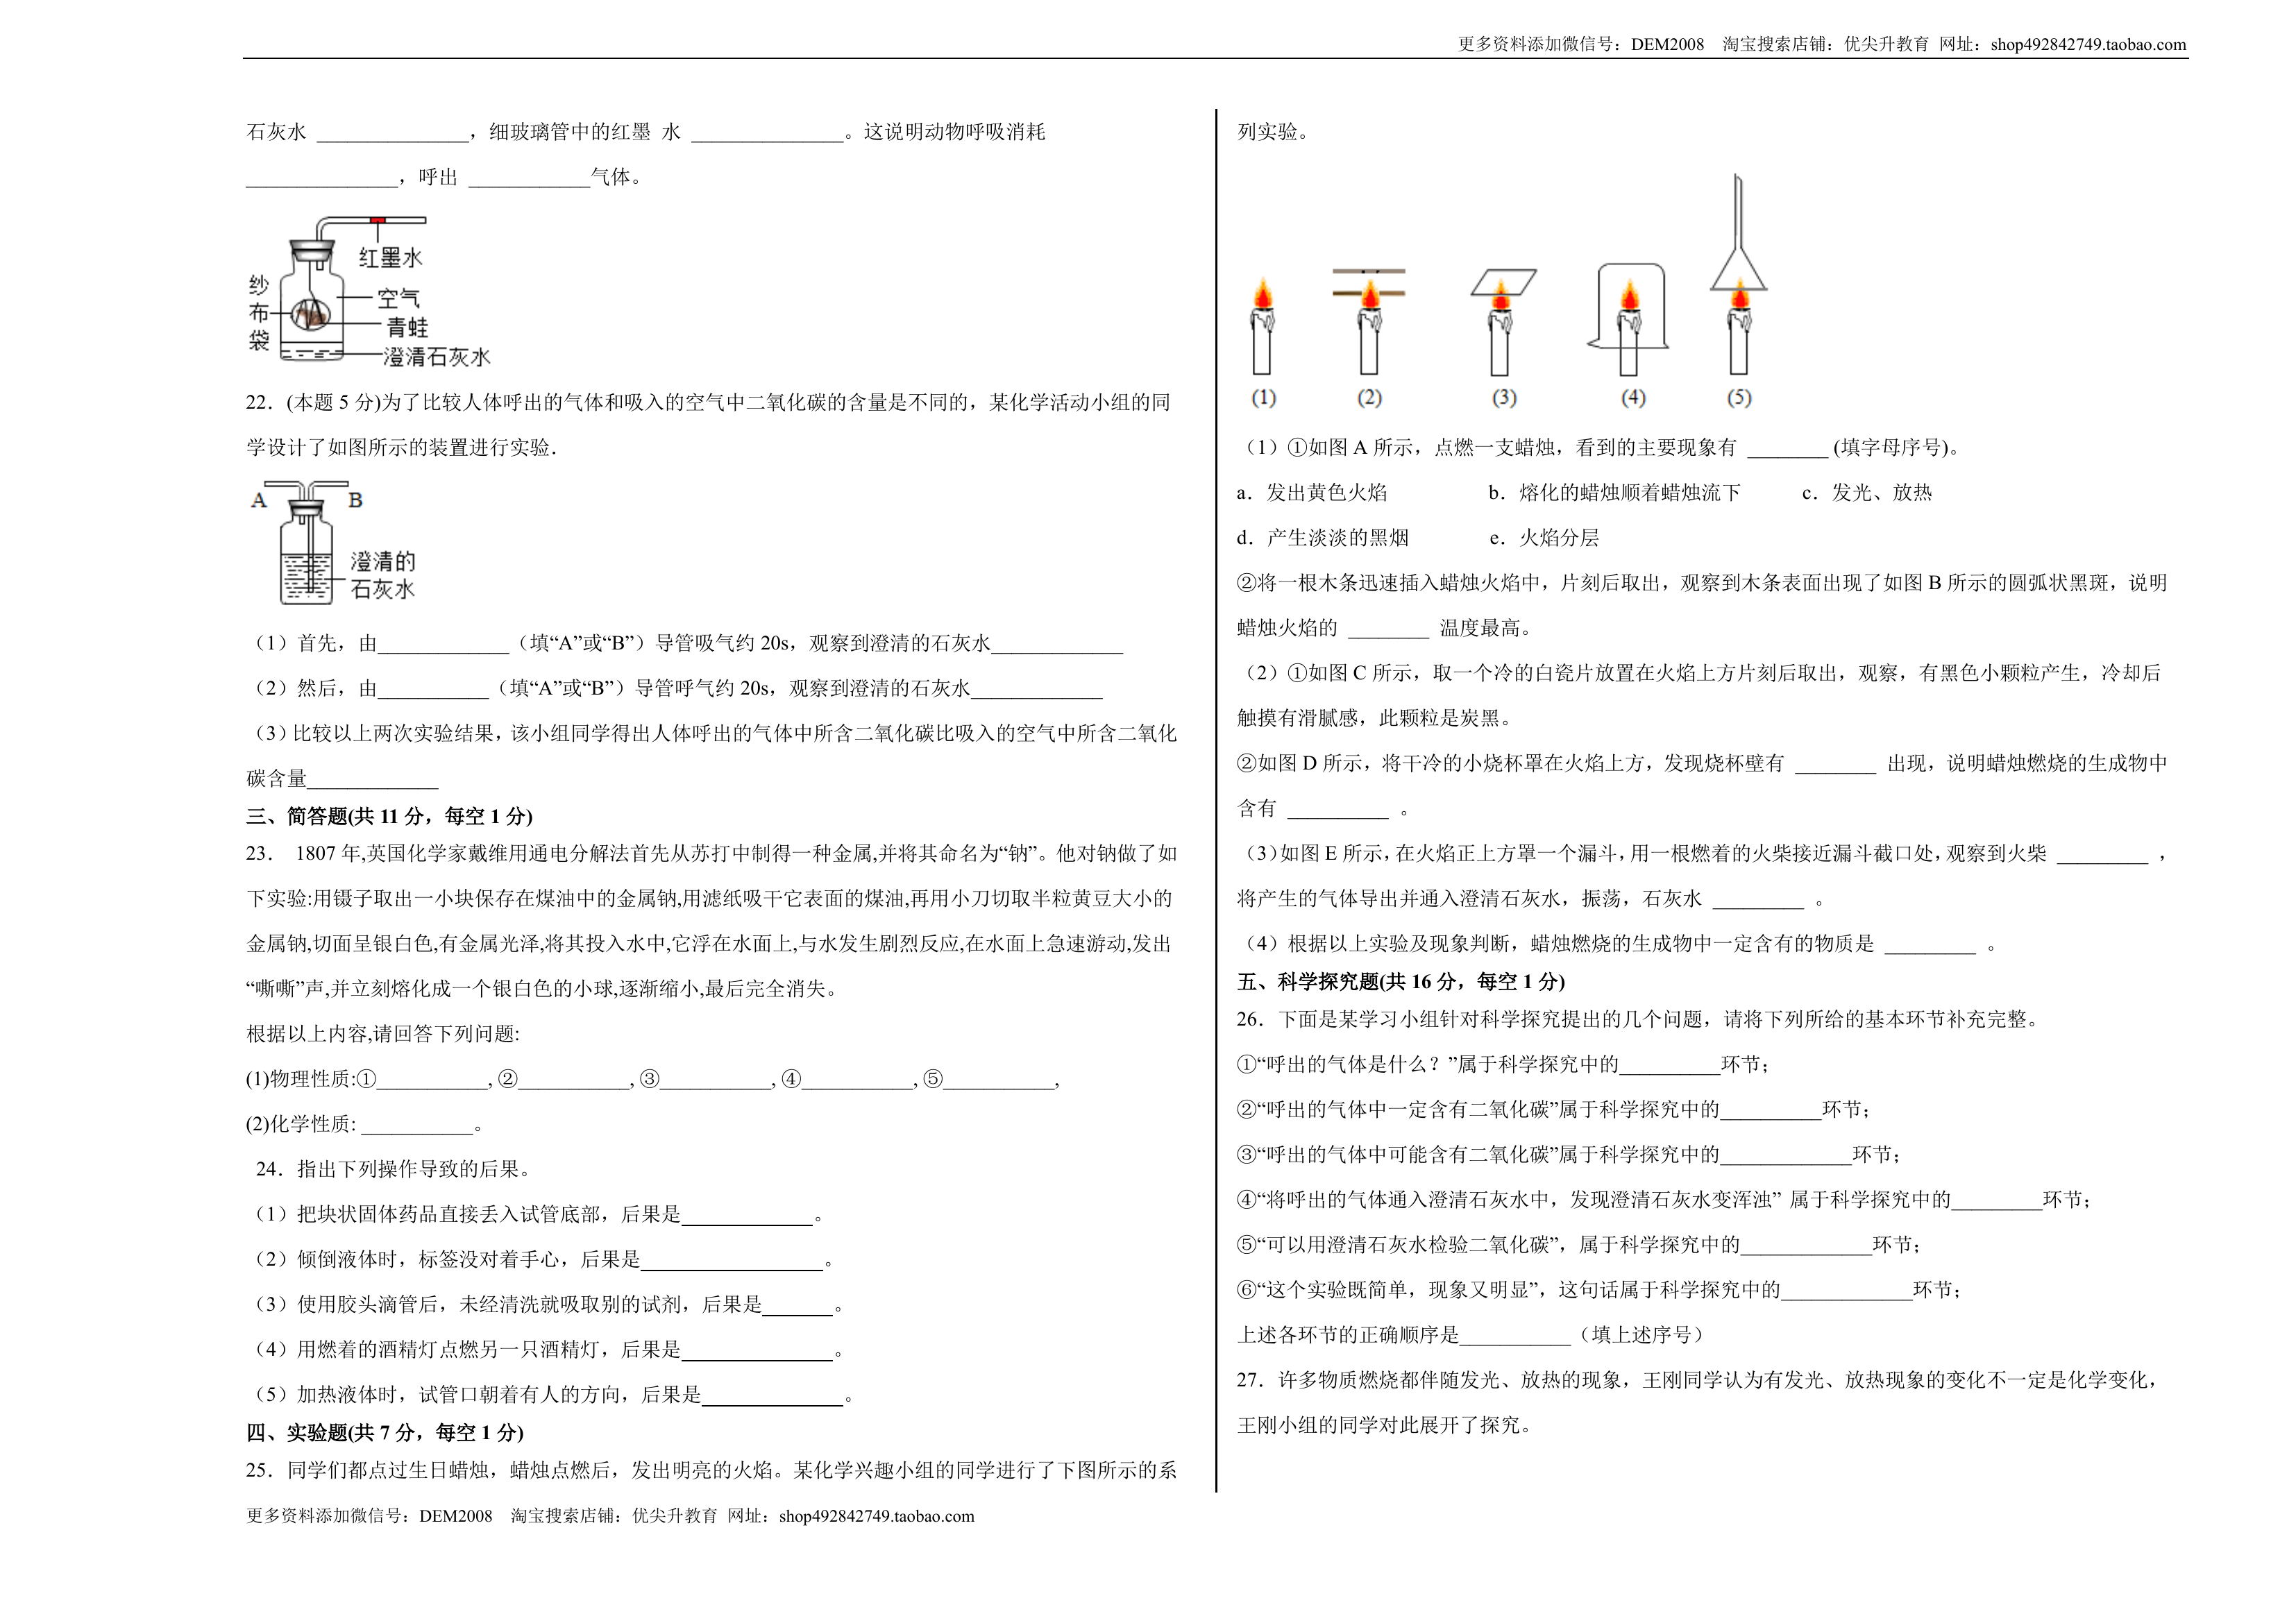 更多资料添加微信号：DEM2008 淘宝搜索店铺：优尖升教育 网址：shop492842749.taobao.com
石灰水 _______________，细玻璃管中的红墨 水 _______________。这说明动物呼吸消耗
_______________，呼出 ____________气体。
红墨水
纱布袋
空气
青蛙
澄清石灰水
22．(本题 5 分)为了比较人体呼出的气体和吸入的空气中二氧化碳的含量是不同的，某化学活动小组的同
学设计了如图所示的装置进行实验．
A B
澄清的
石灰水
（1）首先，由_____________（填“A”或“B”）导管吸气约 20s，观察到澄清的石灰水_____________
（2）然后，由___________（填“A”或“B”）导管呼气约 20s，观察到澄清的石灰水_____________
（3）比较以上两次实验结果，该小组同学得出人体呼出的气体中所含二氧化碳比吸入的空气中所含二氧化
碳含量_____________
三、简答题(共 11 分，每空 1 分)
23． 1807 年,英国化学家戴维用通电分解法首先从苏打中制得一种金属,并将其命名为“钠”。他对钠做了如
下实验:用镊子取出一小块保存在煤油中的金属钠,用滤纸吸干它表面的煤油,再用小刀切取半粒黄豆大小的
金属钠,切面呈银白色,有金属光泽,将其投入水中,它浮在水面上,与水发生剧烈反应,在水面上急速游动,发出
“嘶嘶”声,并立刻熔化成一个银白色的小球,逐渐缩小,最后完全消失。
根据以上内容,请回答下列问题:
(1)物理性质:①___________, ②___________, ③___________, ④___________, ⑤___________,
(2)化学性质: ___________。
24．指出下列操作导致的后果。
（1）把块状固体药品直接丢入试管底部，后果是_____________。
（2）倾倒液体时，标签没对着手心，后果是__________________。
（3）使用胶头滴管后，未经清洗就吸取别的试剂，后果是_______。
（4）用燃着的酒精灯点燃另一只酒精灯，后果是_______________。
（5）加热液体时，试管口朝着有人的方向，后果是______________。
四、实验题(共 7 分，每空 1 分)
25．同学们都点过生日蜡烛，蜡烛点燃后，发出明亮的火焰。某化学兴趣小组的同学进行了下图所示的系
列实验。
(1) (2) (3) (4) (5)
（1）①如图 A 所示，点燃一支蜡烛，看到的主要现象有 ________ (填字母序号)。
a．发出黄色火焰 b．熔化的蜡烛顺着蜡烛流下 c．发光、放热
d．产生淡淡的黑烟 e．火焰分层
②将一根木条迅速插入蜡烛火焰中，片刻后取出，观察到木条表面出现了如图 B 所示的圆弧状黑斑，说明
蜡烛火焰的 ________ 温度最高。
（2）①如图 C 所示，取一个冷的白瓷片放置在火焰上方片刻后取出，观察，有黑色小颗粒产生，冷却后
触摸有滑腻感，此颗粒是炭黑。
②如图 D 所示，将干冷的小烧杯罩在火焰上方，发现烧杯壁有 ________ 出现，说明蜡烛燃烧的生成物中
含有 __________ 。
（3）如图 E 所示，在火焰正上方罩一个漏斗，用一根燃着的火柴接近漏斗截口处，观察到火柴 _________ ，
将产生的气体导出并通入澄清石灰水，振荡，石灰水 _________ 。
（4）根据以上实验及现象判断，蜡烛燃烧的生成物中一定含有的物质是 _________ 。
五、科学探究题(共 16 分，每空 1 分)
26．下面是某学习小组针对科学探究提出的几个问题，请将下列所给的基本环节补充完整。
①“呼出的气体是什么？”属于科学探究中的__________环节；
②“呼出的气体中一定含有二氧化碳”属于科学探究中的__________环节；
③“呼出的气体中可能含有二氧化碳”属于科学探究中的_____________环节；
④“将呼出的气体通入澄清石灰水中，发现澄清石灰水变浑浊” 属于科学探究中的_________环节；
⑤“可以用澄清石灰水检验二氧化碳”，属于科学探究中的_____________环节；
⑥“这个实验既简单，现象又明显”，这句话属于科学探究中的_____________环节；
上述各环节的正确顺序是___________（填上述序号）
27．许多物质燃烧都伴随发光、放热的现象，王刚同学认为有发光、放热现象的变化不一定是化学变化，
王刚小组的同学对此展开了探究。
更多资料添加微信号：DEM2008 淘宝搜索店铺：优尖升教育 网址：shop492842749.taobao.com